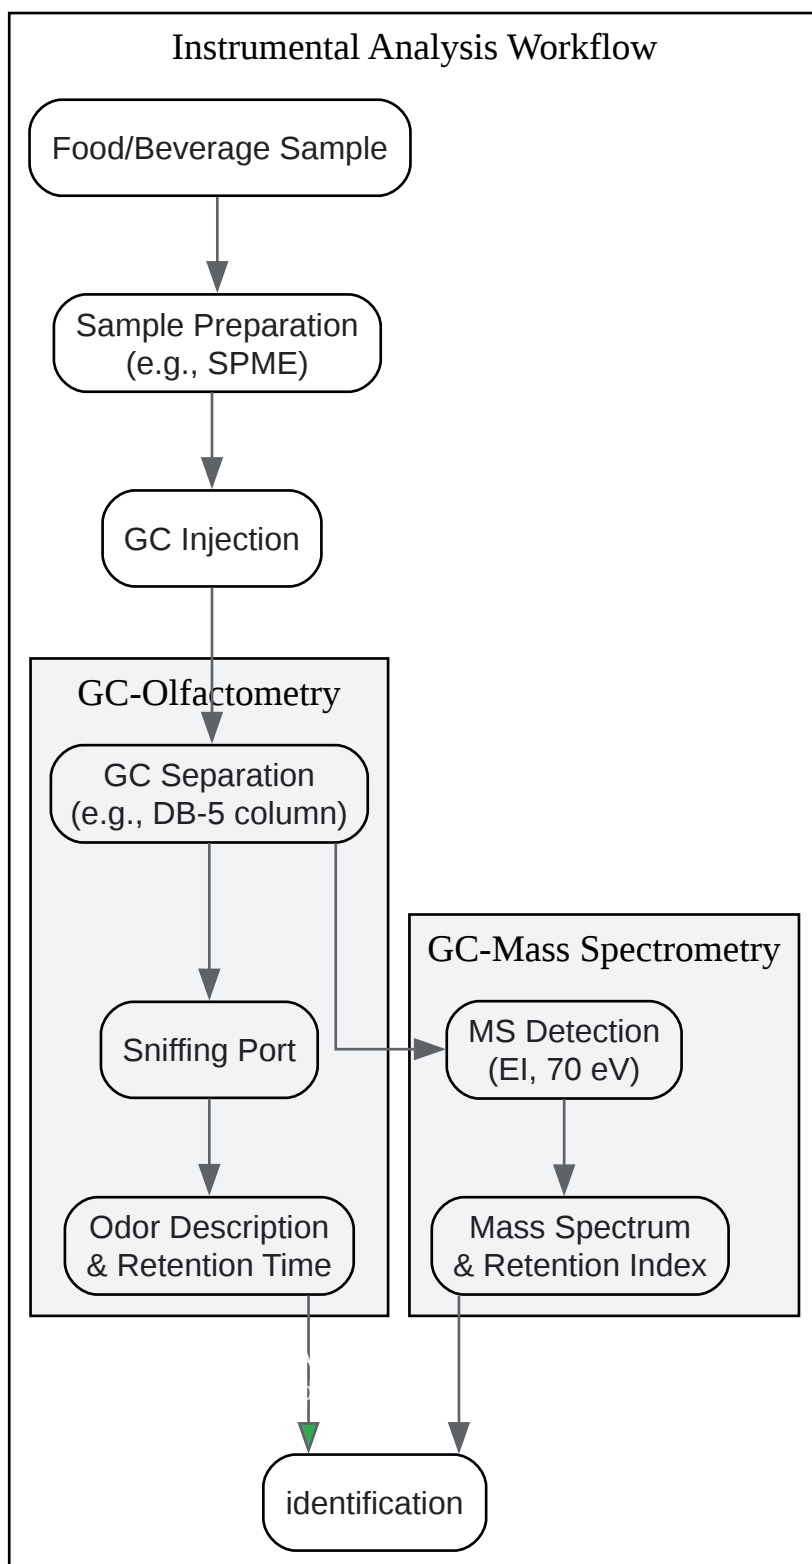 Instrumental Analysis Workflow
Food/Beverage Sample
Sample Preparation
(e.g., SPME)
GC Injection
GC-Olfactometry
GC Separation
(e.g., DB-5 column)
GC-Mass Spectrometry
Sniffing Port
MS Detection
(EI, 70 eV)
Odor Description
& Retention Time
Mass Spectrum
& Retention Index
identification